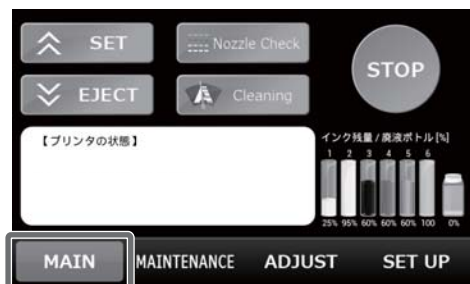 SET
Nozzle Check
STOP
EJECT
Cleaning
【プリンタの状態】
インク残量 / 廃液ボトル [%]
1 2 3 4 5 6
25% 95% 60% 60% 60% 100 0%
MAIN MAINTENANCE ADJUST SET UP